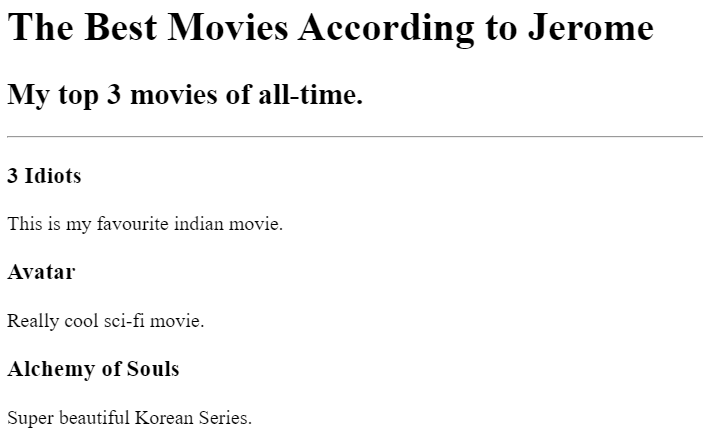 The Best Movies According to Jerome
My top 3 movies of all-time.
3 Idiots
This is my favourite indian movie.
Avatar
Really cool sci-fi movie.
Alchemy of Souls
Super beautiful Korean Series.